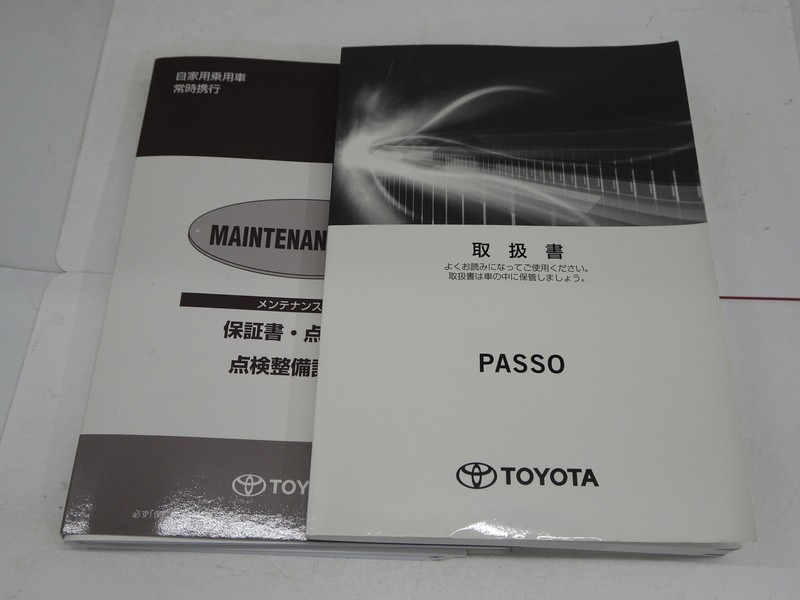 自家用乗用車
常時携行
MAINTENAN
メンテナンス
保証書・点
点検整備
TOY
取扱書
よくお読みになってご使用ください。
取扱書は車の中に保管しましょう。
PASSO
TOYOTA